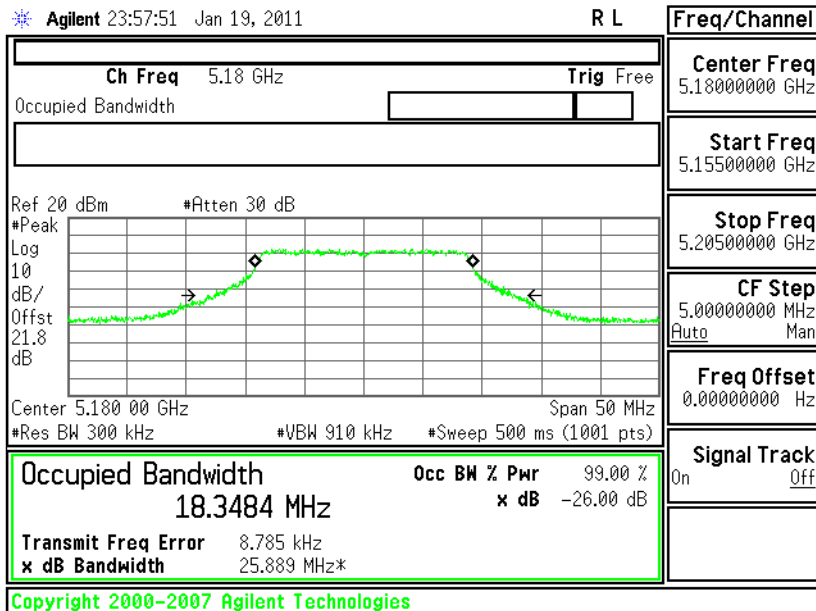 Agilent 23:57:51 Jan 19, 2011 R L
Freq/Channel
Ch Freq 5.18 GHz Trig Free
Occupied Bandwidth
Center Freq
5.18000000 GHz
Start Freq
5.15500000 GHz
Stop Freq
5.20500000 GHz
CF Step
5.00000000 MHz
Auto Man
Freq Offset
0.00000000 Hz
Signal Track
On Off
Ref 20 dBm #Atten 30 dB
#Peak
Log
10
dB/
Offst
21.8
dB
Center 5.180 00 GHz Span 50 MHz
#Res BW 300 kHz #VBW 910 kHz #Sweep 500 ms (1001 pts)
Occupied Bandwidth
18.3484 MHz
Occ BW % Pwr 99.00 %
x dB -26.00 dB
Transmit Freq Error 8.785 kHz
x dB Bandwidth 25.889 MHz*
Copyright 2000-2007 Agilent Technologies